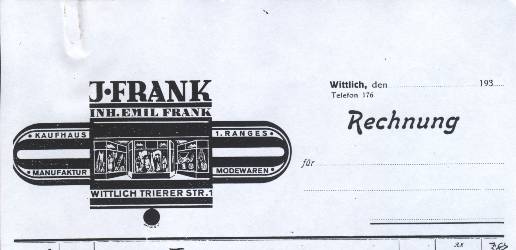 J·FRANK
INH. EMIL FRANK
• KAUFHAUS
1. RANGES •
• MANUFAKTUR
MODEWAREN •
WITTLICH TRIERER STR. 1
Wittlich, den 193
Telefon 176
Rechnung
für